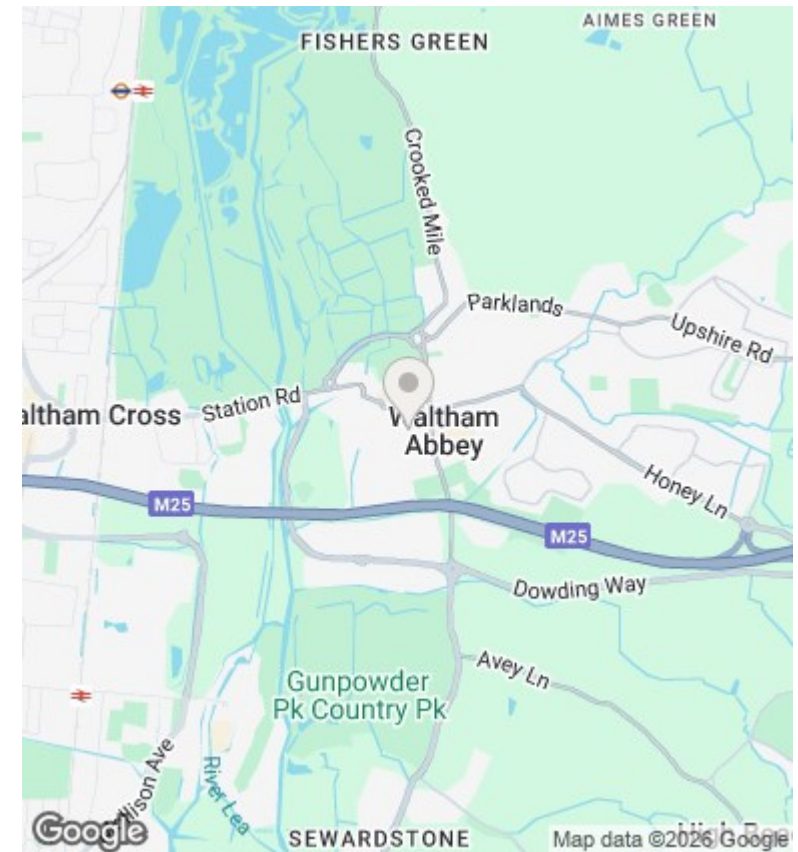 AIMES GREEN
FISHERS GREEN
Crooked Mile
Parklands
Upshire Rd
altham Cross
Station Rd
Waltham
Abbey
M25
Honey Ln
M25
Dowding Way
Avey Ln
Gunpowder
Pk Country Pk
River Lea
Ave
SEWARDSTONE
Google
Map data ©2026 Google